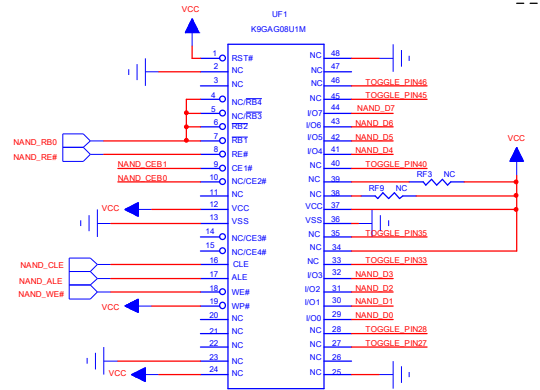 UF1
K9GAG08U1M
VCC
1 RST# NC 48
2 NC NC 47
3 NC NC 46 TOGGLE_PIN46
4 NC/RB4 NC 45 TOGGLE_PIN45
5 NC/RB3 I/O7 44 NAND_D7
6 RB2 I/O6 43 NAND_D6
NAND_RB0 7 RB1 I/O5 42 NAND_D5
NAND_RE# 8 RE# I/O4 41 NAND_D4
VCC
NAND_CEB1 9 CE1# NC 40 TOGGLE_PIN40
NAND_CEB0 10 NC/CE2# NC 39 RF3 NC
11 NC NC 38 RF9 NC
VCC 12 VCC VCC 37
13 VSS VSS 36
14 NC/CE3# NC 35 TOGGLE_PIN35
15 NC/CE4# NC 34
NAND_CLE 16 CLE NC 33 TOGGLE_PIN33
NAND_ALE 17 ALE I/O3 32 NAND_D3
NAND_WE# 18 WE# I/O2 31 NAND_D2
VCC 19 WP# I/O1 30 NAND_D1
20 NC I/O0 29 NAND_D0
21 NC NC 28 TOGGLE_PIN28
22 NC NC 27 TOGGLE_PIN27
23 NC NC 26
VCC 24 NC NC 25